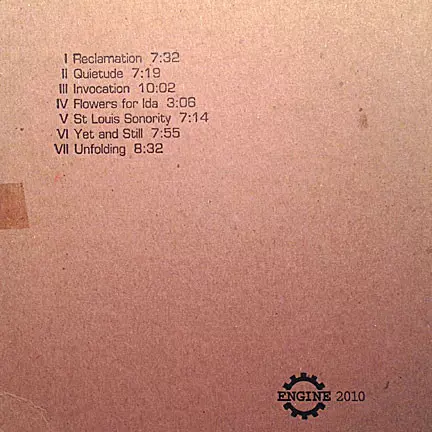 I Reclamation 7:32
II Quietude 7:19
III Invocation 10:02
IV Flowers for Ida 3:06
V St Louis Sonority 7:14
VI Yet and Still 7:55
VII Unfolding 8:32
ENGINE 2010